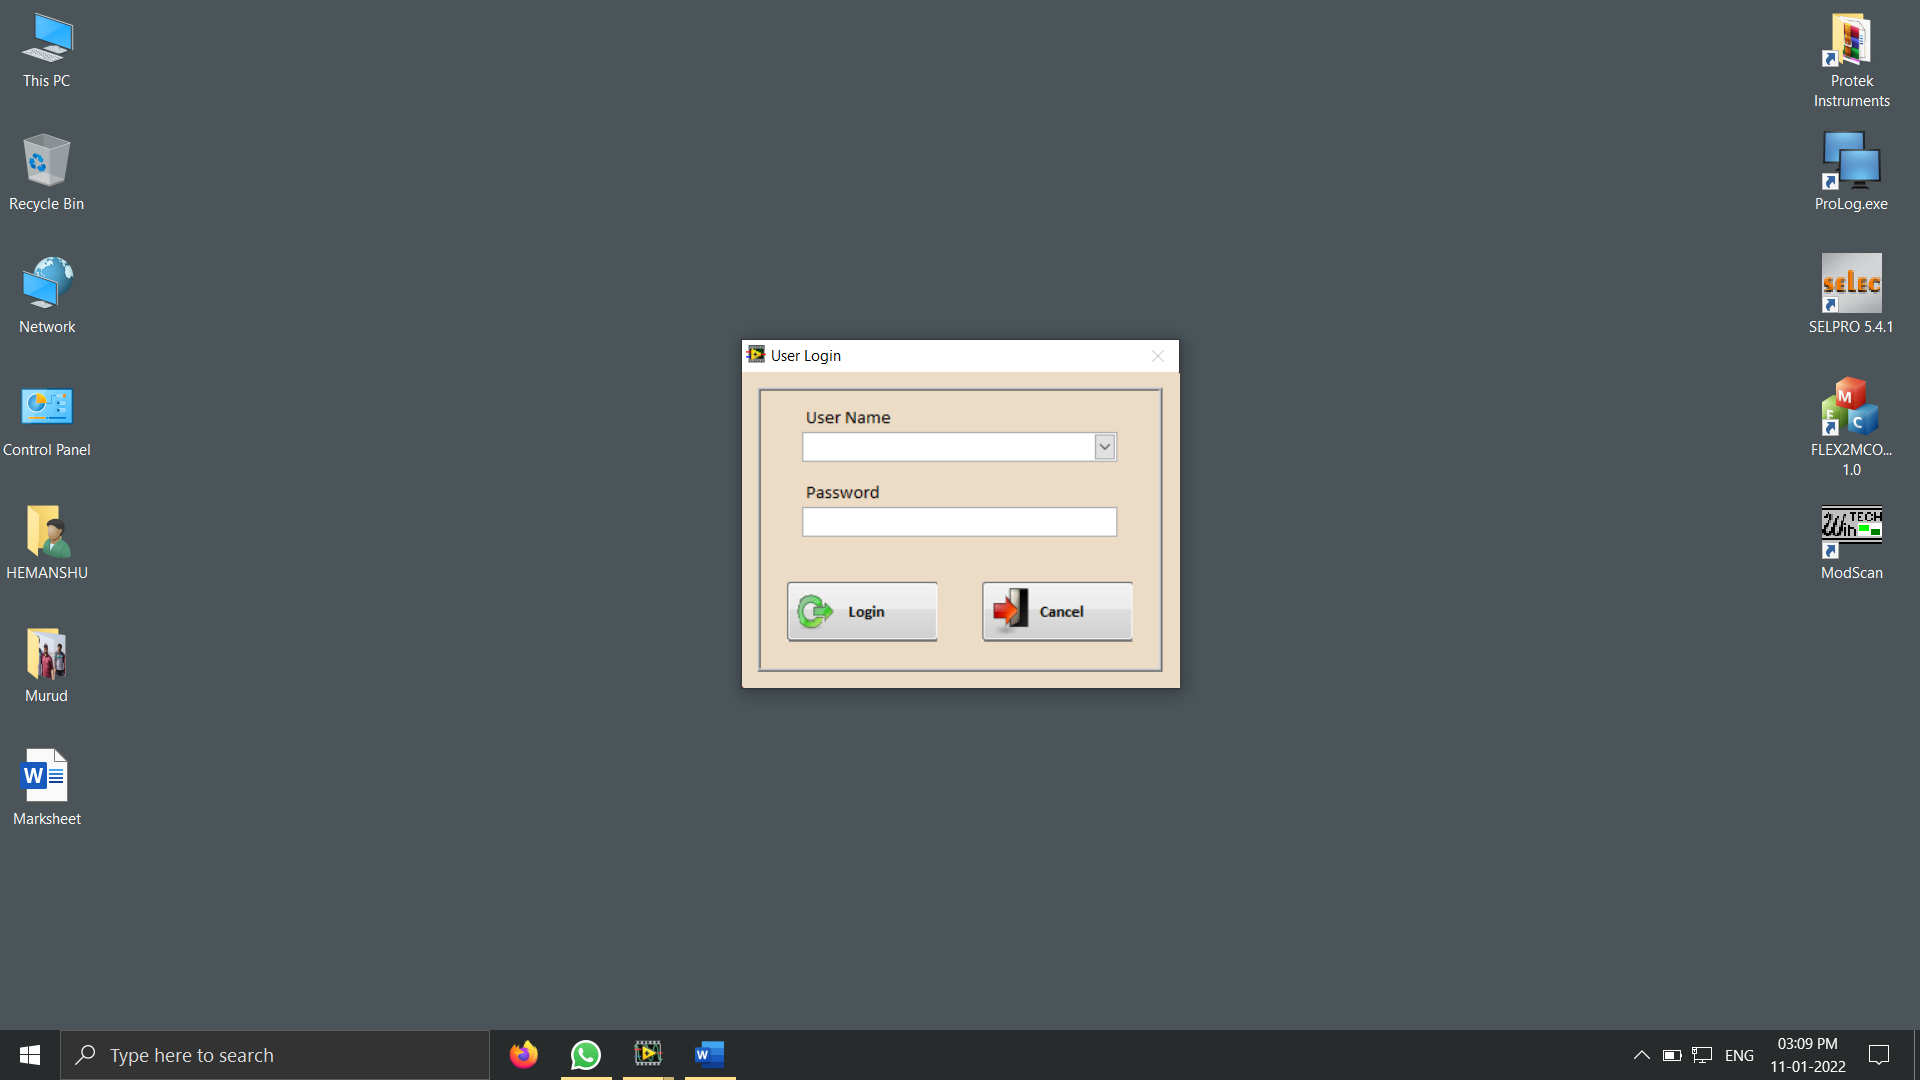 This PC
Recycle Bin
Network
Control Panel
HEMANSHU
Murud
W
Marksheet
User Login
User Name
Password
Login
Cancel
Protek
Instruments
ProLog.exe
selec
SELPRO 5.4.1
M
F
C
FLEX2MCO...
1.0
WinTECH
ModScan
Type here to search
W
ENG
03:09 PM
11-01-2022